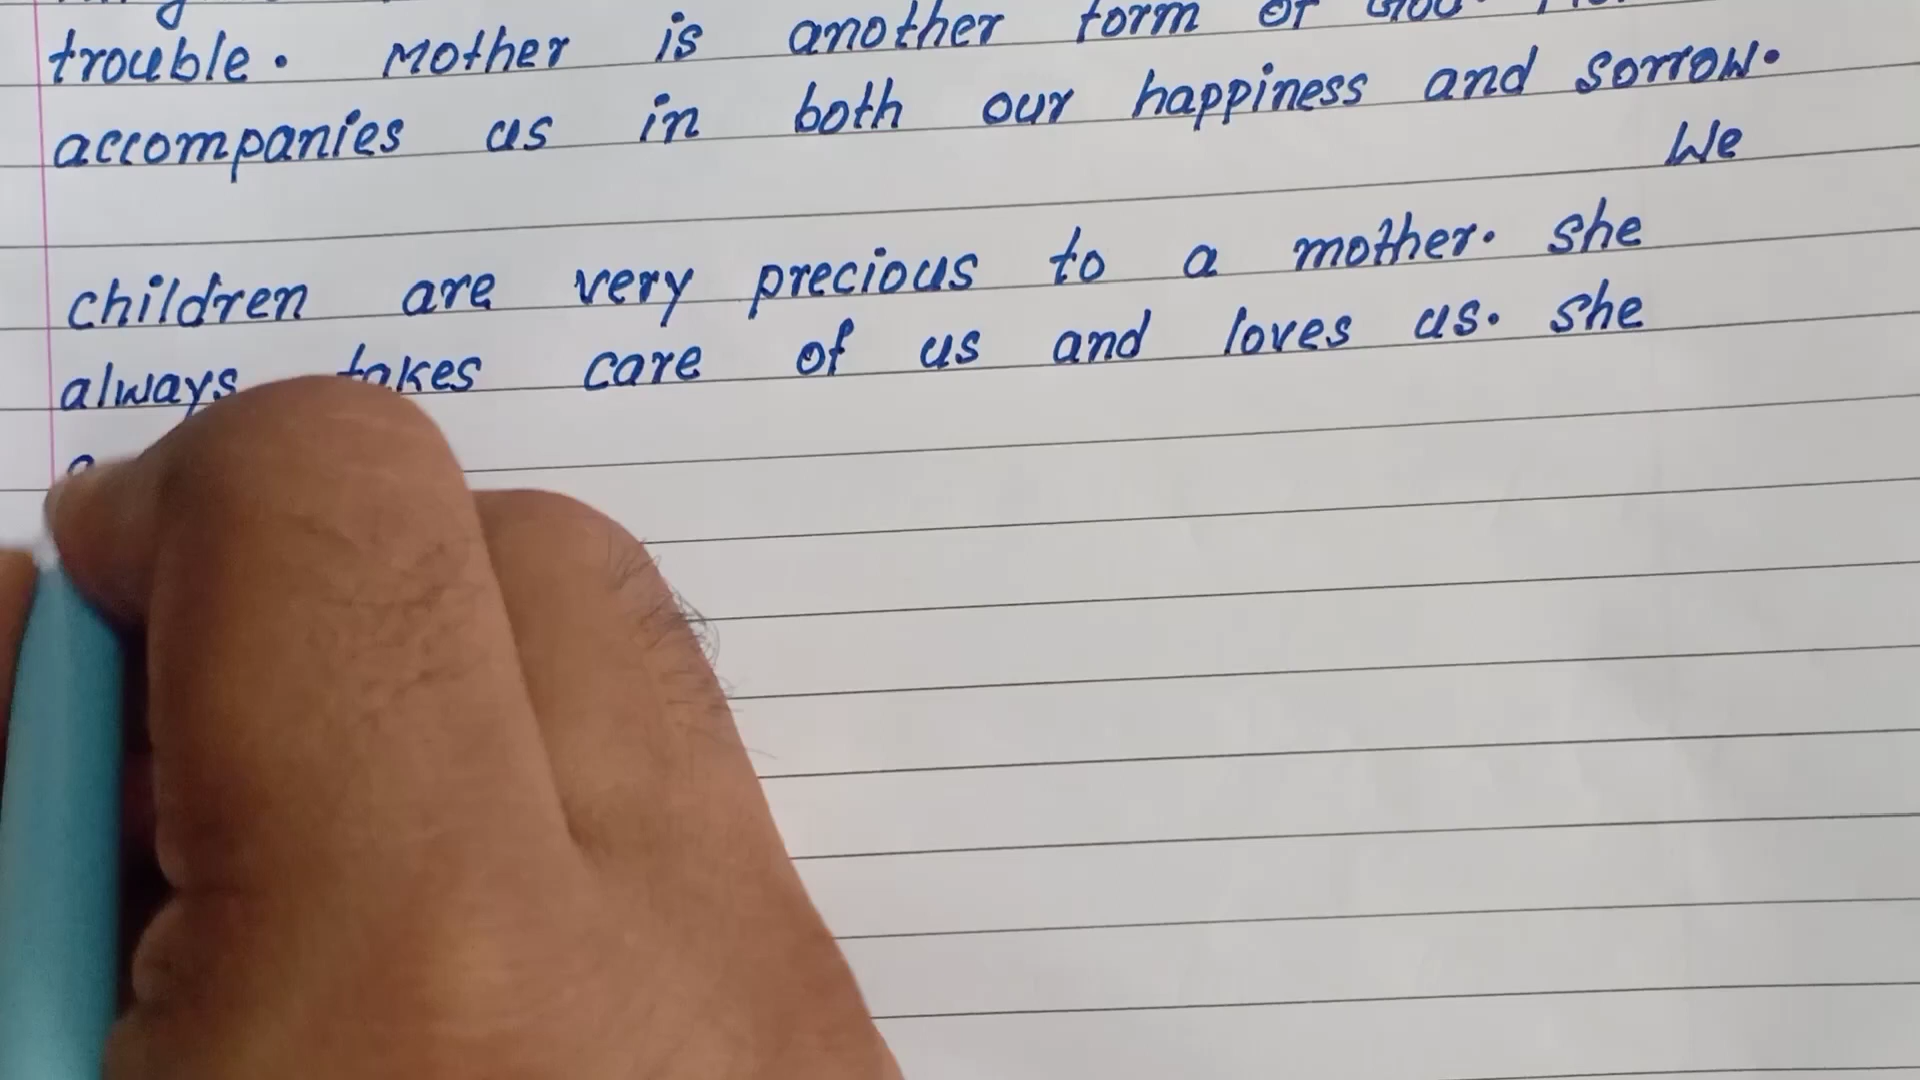 trouble. Mother is another form of God.
accompanies us in both our happiness and sorrow.
We
children are very precious to a mother. she
always takes care of us and loves us. she